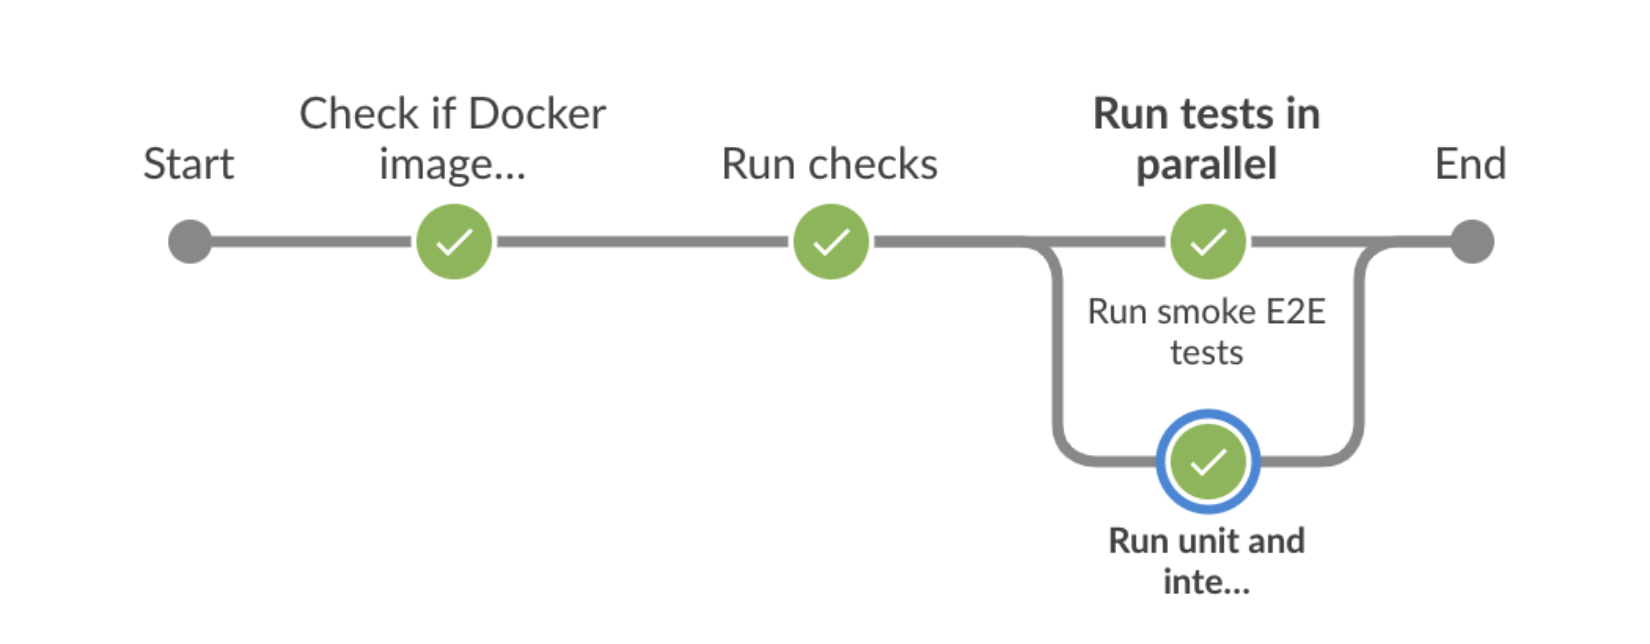 Start
Check if Docker
image...
Run checks
Run tests in
parallel
End
Run smoke E2E
tests
Run unit and
inte...